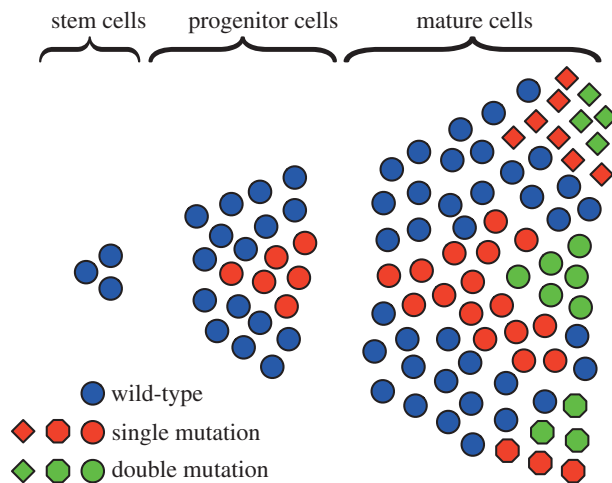 stem cells progenitor cells mature cells
wild-type
single mutation
double mutation